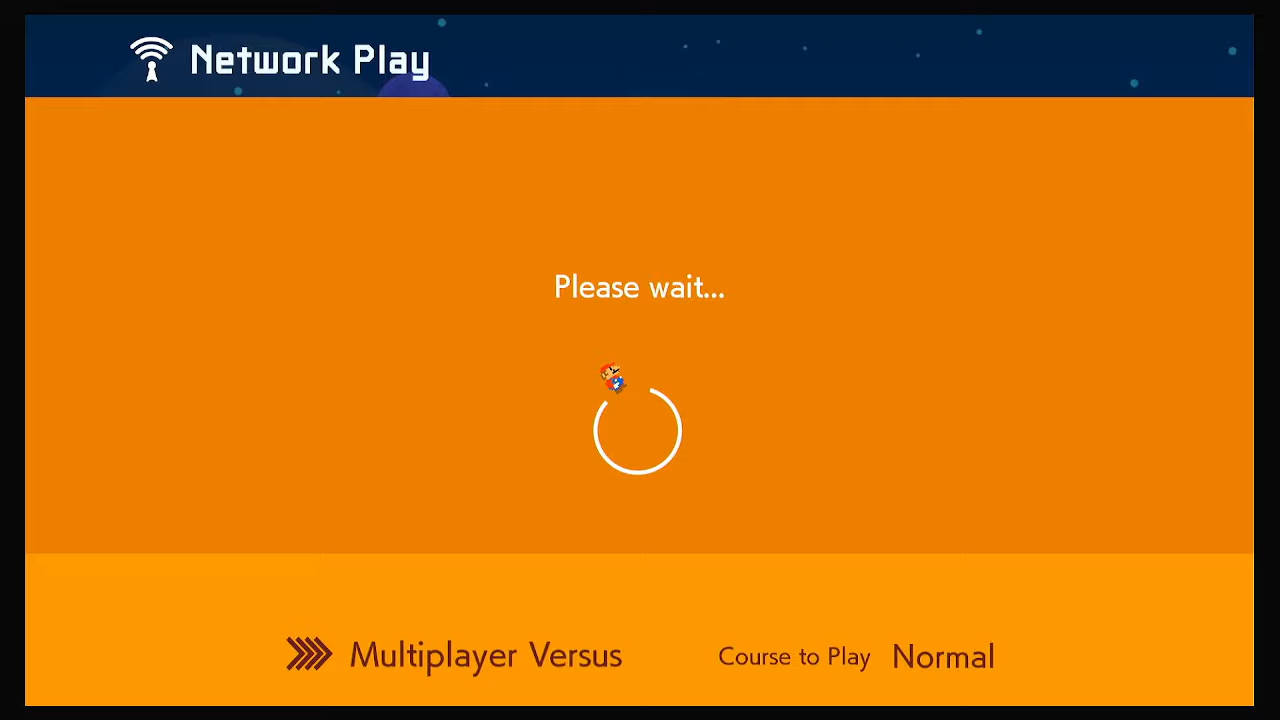 Network Play
Please wait...
Multiplayer Versus
Course to Play Normal